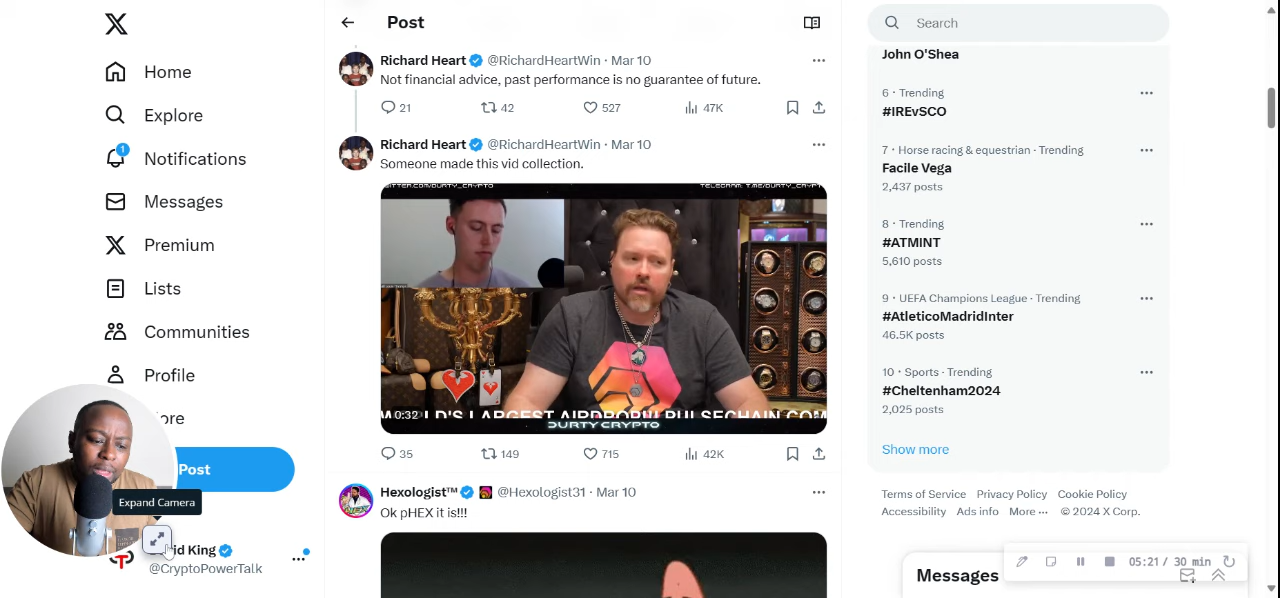 Post
Richard Heart @RichardHeartWin · Mar 10
Not financial advice, past performance is no guarantee of future.
21 42 527 47K
Richard Heart @RichardHeartWin · Mar 10
Someone made this vid collection.
0:32
DURTY CRYPTO
35 149 715 42K
Hexologist™ @Hexologist31 · Mar 10
Ok pHEX it is!!!
Home
Explore
1
Notifications
Messages
Premium
Lists
Communities
Profile
Post
Expand Camera
King
@CryptoPowerTalk
Search
John O'Shea
6 · Trending
#IREvSCO
7 · Horse racing & equestrian · Trending
Facile Vega
2,437 posts
8 · Trending
#ATMINT
5,610 posts
9 · UEFA Champions League · Trending
#AtleticoMadridInter
46.5K posts
10 · Sports · Trending
#Cheltenham2024
2,025 posts
Show more
Terms of Service Privacy Policy Cookie Policy
Accessibility Ads info More ··· © 2024 X Corp.
Messages
05:21 / 30 min